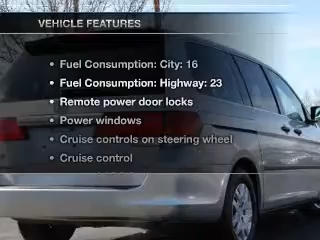 VEHICLE FEATURES
• Fuel Consumption: City: 16
• Fuel Consumption: Highway: 23
• Remote power door locks
• Power windows
• Cruise controls on steering wheel
• Cruise control